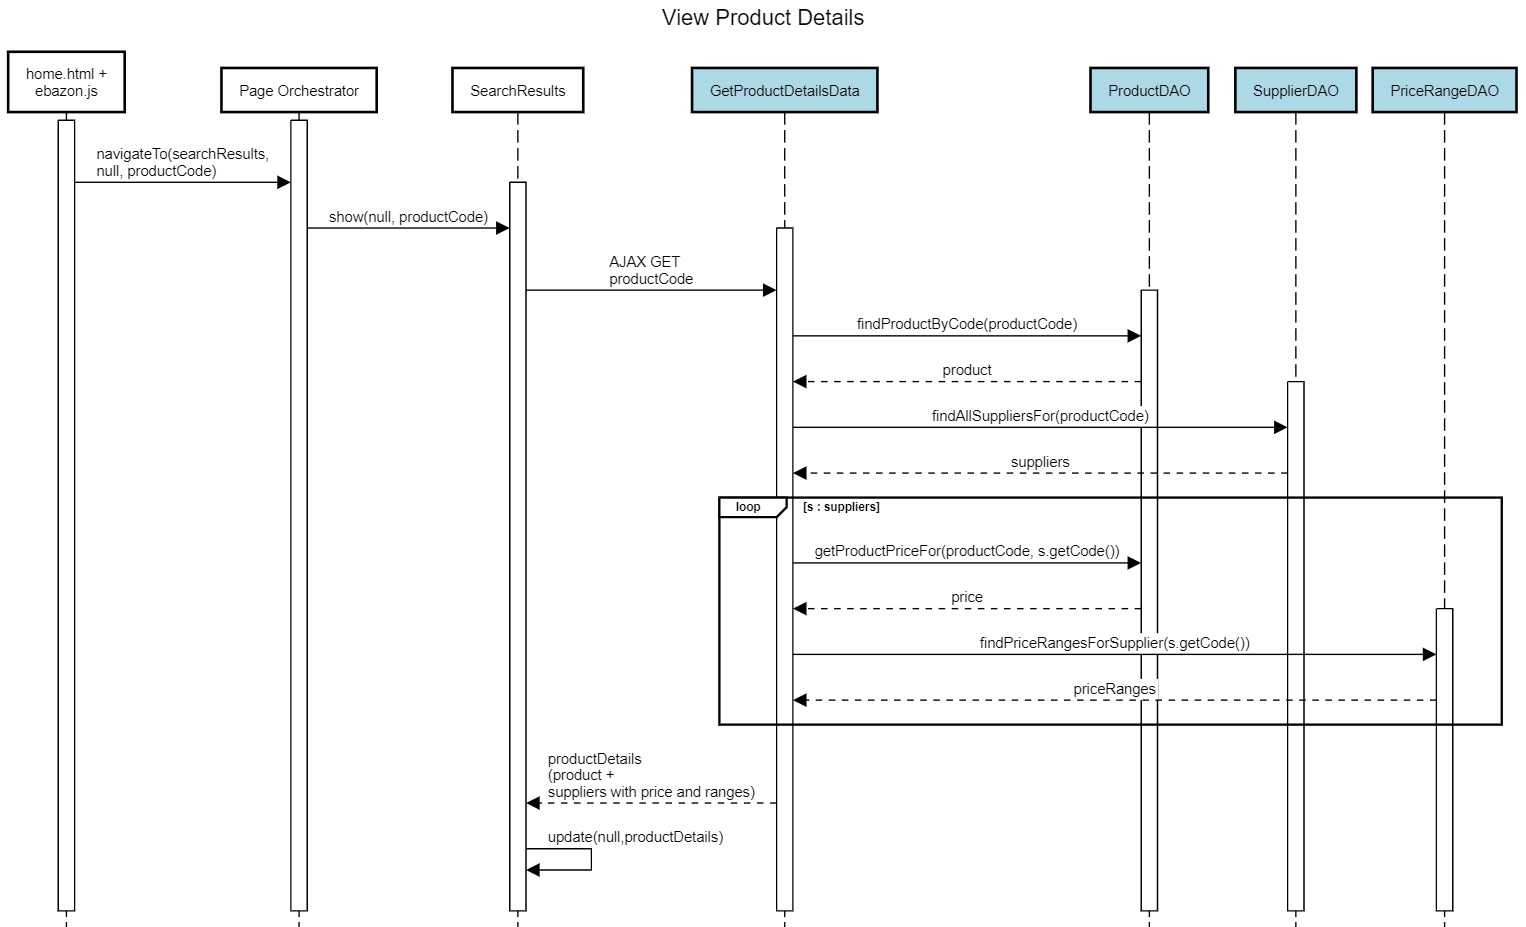 View Product Details
home.html +
ebazon.js
Page Orchestrator
SearchResults
GetProductDetailsData
ProductDAO
SupplierDAO
PriceRangeDAO
navigateTo(searchResults,
null, productCode)
show(null, productCode)
AJAX GET
productCode
findProductByCode(productCode)
product
findAllSuppliersFor(productCode)
suppliers
loop
[s : suppliers]
getProductPriceFor(productCode, s.getCode())
price
findPriceRangesForSupplier(s.getCode())
priceRanges
productDetails
(product +
suppliers with price and ranges)
update(null,productDetails)